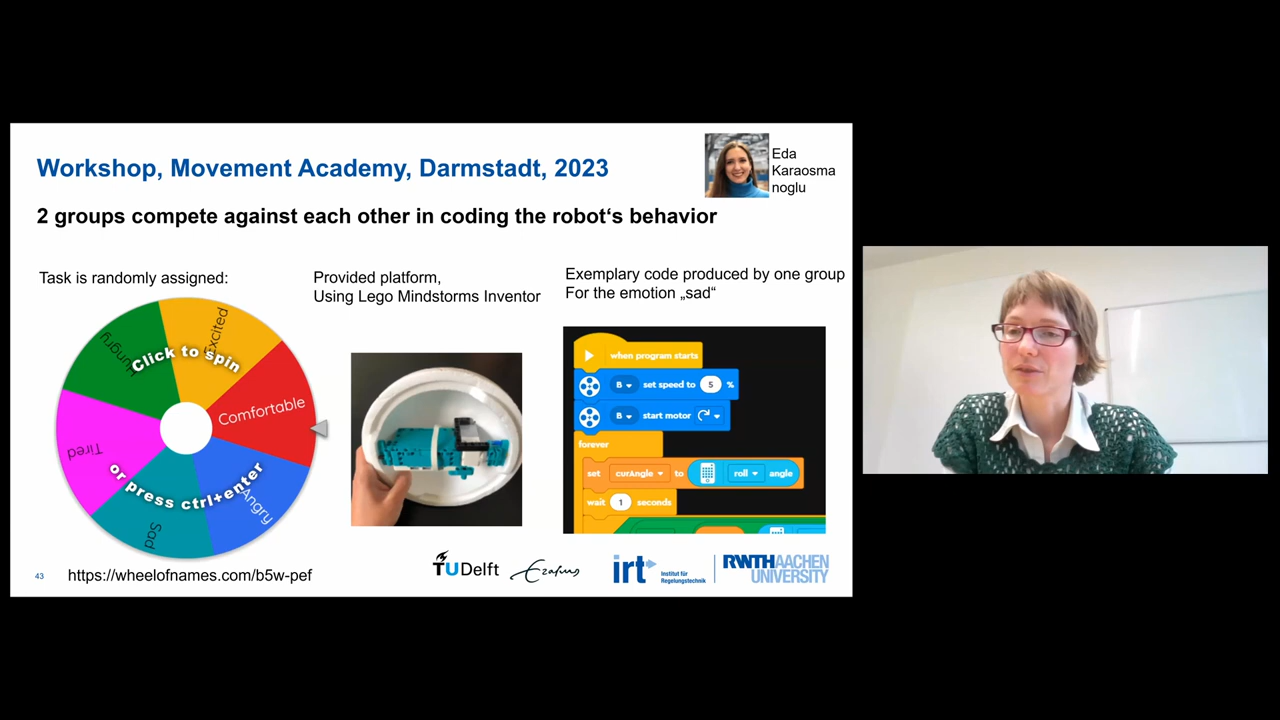 Workshop, Movement Academy, Darmstadt, 2023
Eda
Karaosma
noglu
2 groups compete against each other in coding the robot‘s behavior
Task is randomly assigned:
Provided platform,
Using Lego Mindstorms Inventor
Exemplary code produced by one group
For the emotion „sad“
Hungry
Excited
Comfortable
Angry
Sad
Tired
Click to spin
or press ctrl+enter
when program starts
B set speed to 5 %
B start motor
forever
set curAngle to roll angle
wait 1 seconds
43
https://wheelofnames.com/b5w-pef
TU Delft
Erasmus
irt
Institut für
Regelungstechnik
RWTHAACHEN
UNIVERSITY